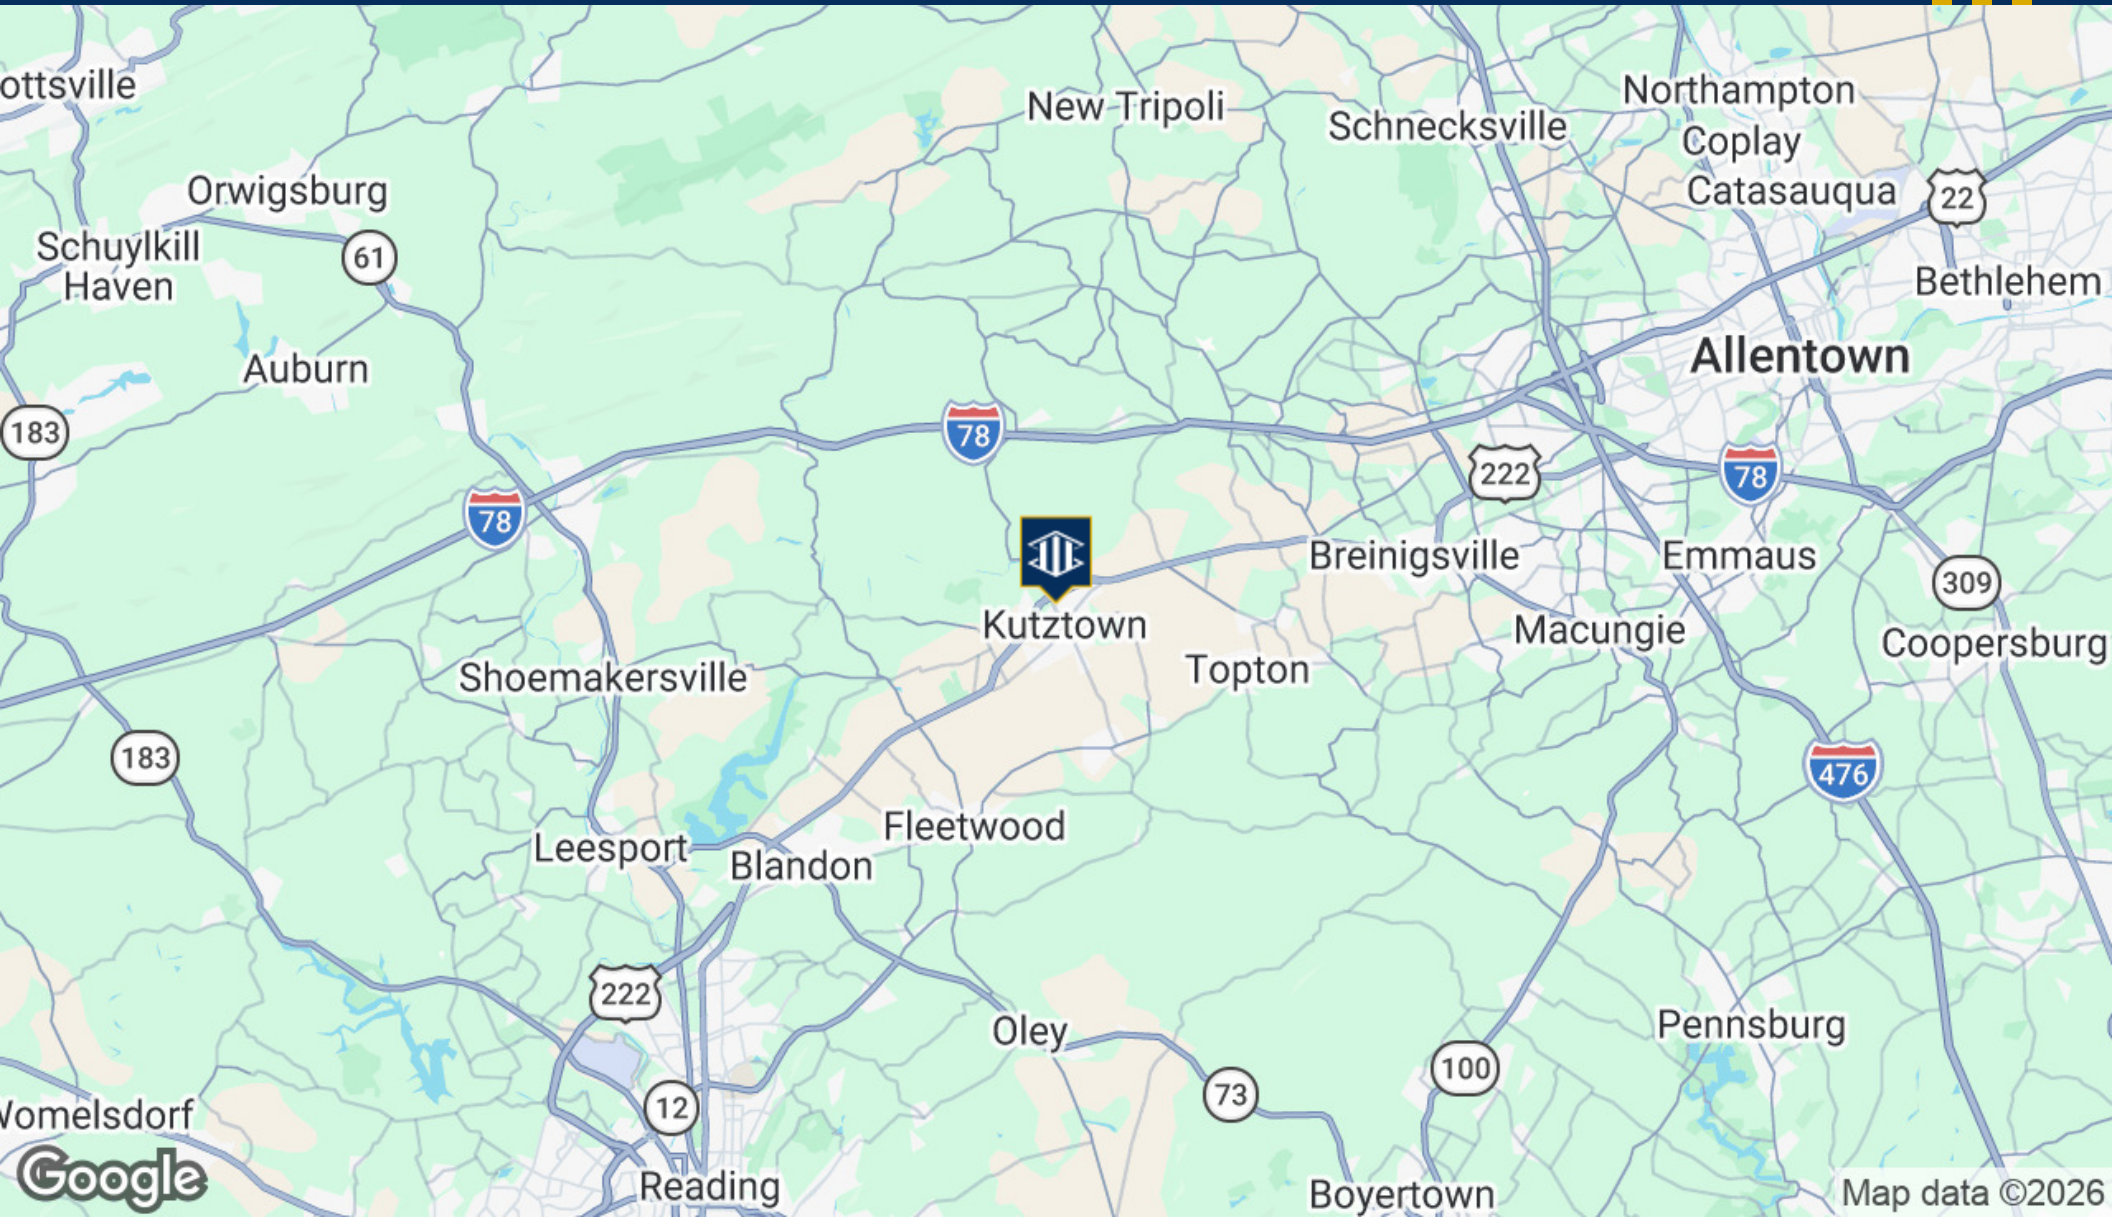 ottsville
New Tripoli
Northampton
Schnecksville
Coplay
Catasauqua
22
Orwigsburg
Schuylkill
Haven
61
Bethlehem
Auburn
Allentown
183
78
222
78
78
Breinigsville
Emmaus
309
Kutztown
Macungie
Coopersburg
Topton
Shoemakersville
183
476
Fleetwood
Leesport
Blandon
222
Oley
Pennsburg
100
73
12
Womelsdorf
Google
Reading
Boyertown
Map data ©2026